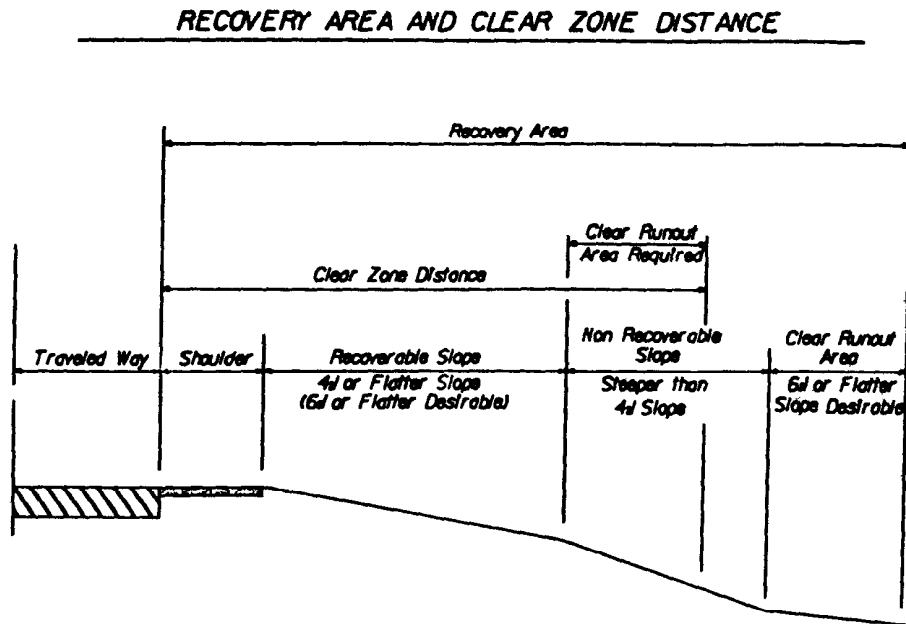 RECOVERY AREA AND CLEAR ZONE DISTANCE
Recovery Area
Clear Runout
Area Required
Clear Zone Distance
Traveled Way
Shoulder
Recoverable Slope
4:1 or Flatter Slope
(6:1 or Flatter Desirable)
Non Recoverable
Slope
Steeper than
4:1 Slope
Clear Runout
Area
6:1 or Flatter
Slope Desirable